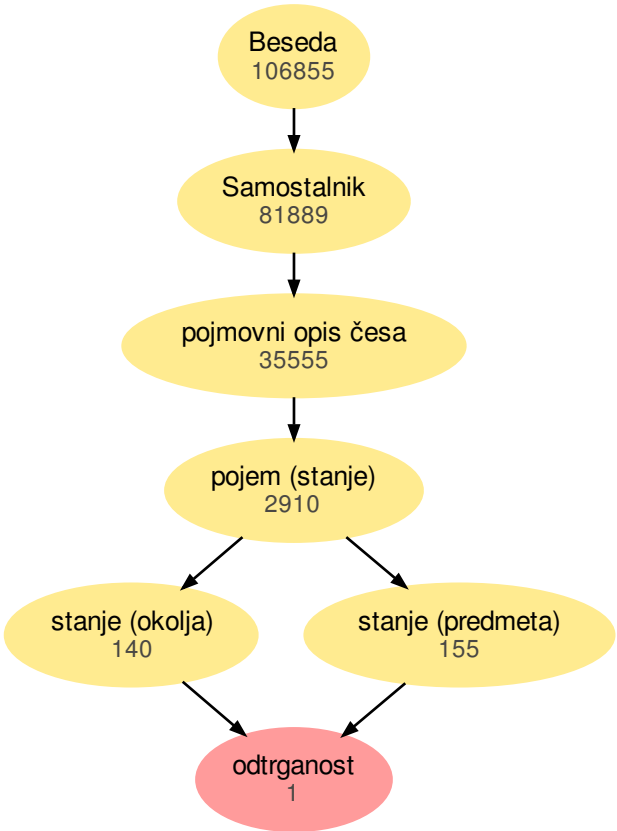 Beseda
106855
Samostalnik
81889
pojmovni opis česa
35555
pojem (stanje)
2910
stanje (okolja)
140
stanje (predmeta)
155
odtrganost
1